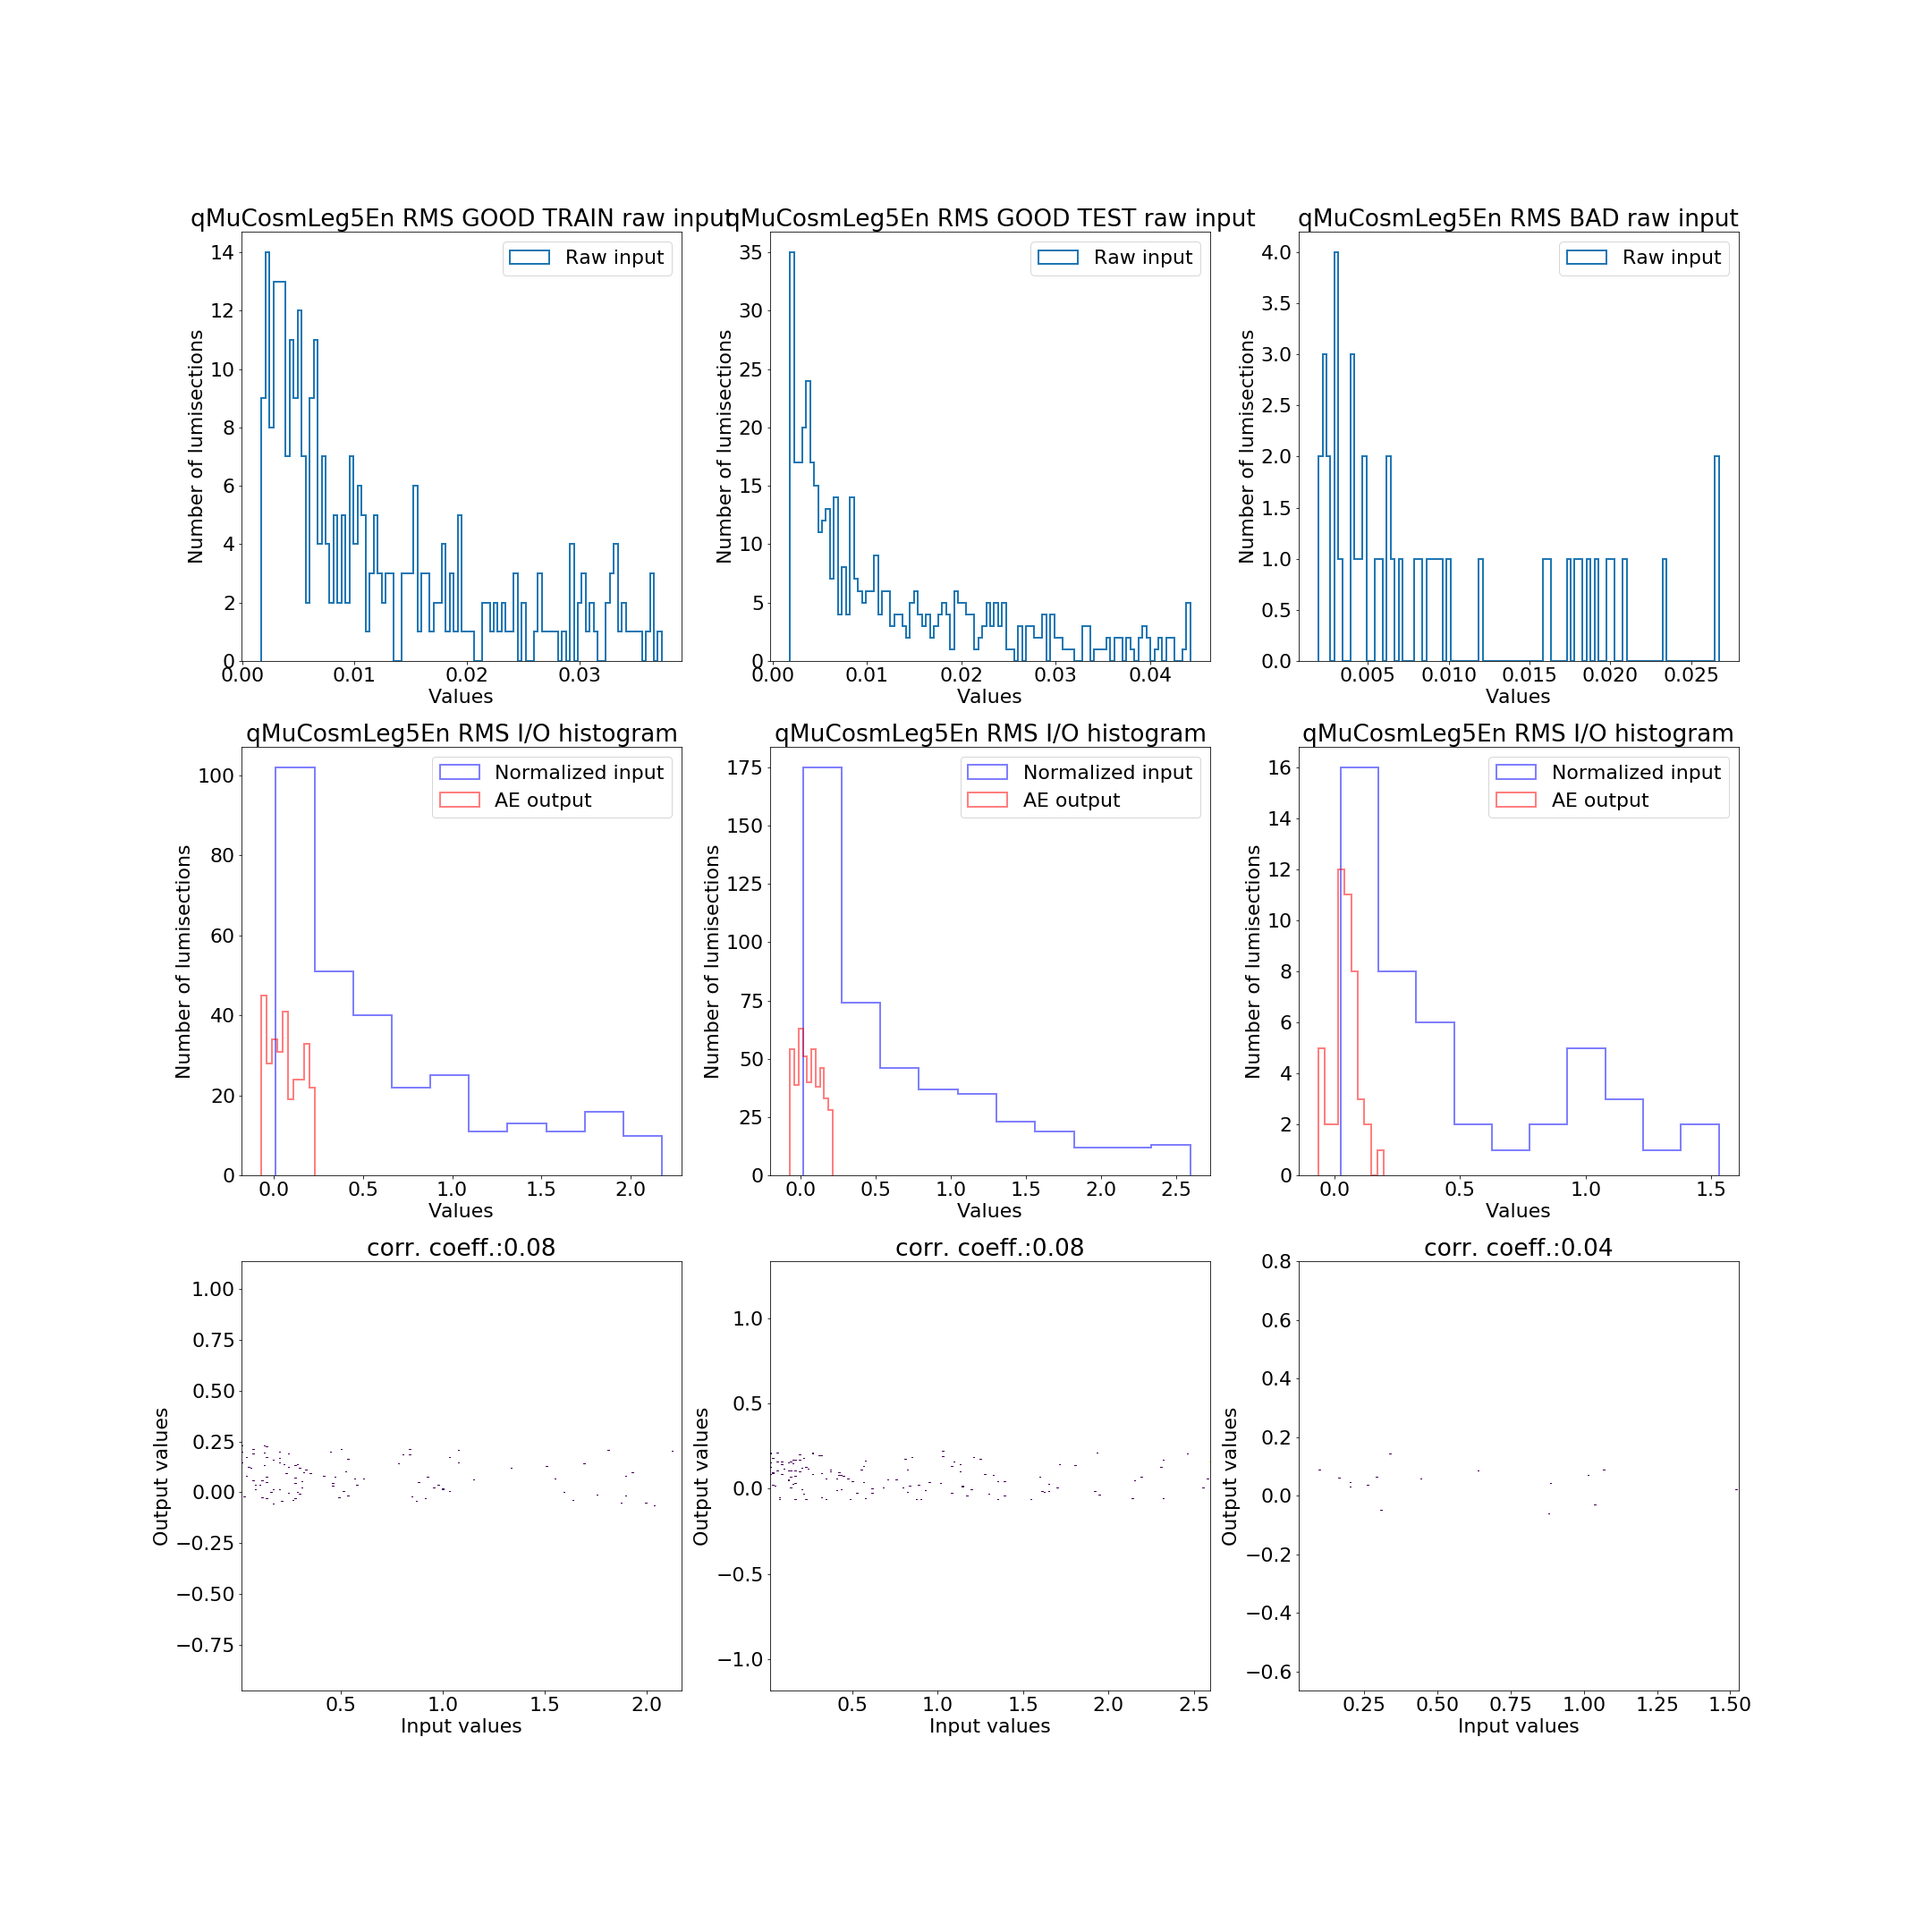 qMuCosmLeg5En RMS GOOD TRAIN raw input
qMuCosmLeg5En RMS GOOD TEST raw input
qMuCosmLeg5En RMS BAD raw input
Raw input
Raw input
Raw input
Number of lumisections
14
12
10
8
6
4
2
0
0.00 0.01 0.02 0.03
Values
Number of lumisections
35
30
25
20
15
10
5
0
0.00 0.01 0.02 0.03 0.04
Values
Number of lumisections
4.0
3.5
3.0
2.5
2.0
1.5
1.0
0.5
0.0
0.005 0.010 0.015 0.020 0.025
Values
qMuCosmLeg5En RMS I/O histogram
Normalized input
AE output
Number of lumisections
100
80
60
40
20
0
0.0 0.5 1.0 1.5 2.0
Values
qMuCosmLeg5En RMS I/O histogram
Normalized input
AE output
Number of lumisections
175
150
125
100
75
50
25
0
0.0 0.5 1.0 1.5 2.0 2.5
Values
qMuCosmLeg5En RMS I/O histogram
Normalized input
AE output
Number of lumisections
16
14
12
10
8
6
4
2
0
0.0 0.5 1.0 1.5
Values
corr. coeff.:0.08
Output values
1.00
0.75
0.50
0.25
0.00
−0.25
−0.50
−0.75
0.5 1.0 1.5 2.0
Input values
corr. coeff.:0.08
Output values
1.0
0.5
0.0
−0.5
−1.0
0.5 1.0 1.5 2.0 2.5
Input values
corr. coeff.:0.04
Output values
0.8
0.6
0.4
0.2
0.0
−0.2
−0.4
−0.6
0.25 0.50 0.75 1.00 1.25 1.50
Input values